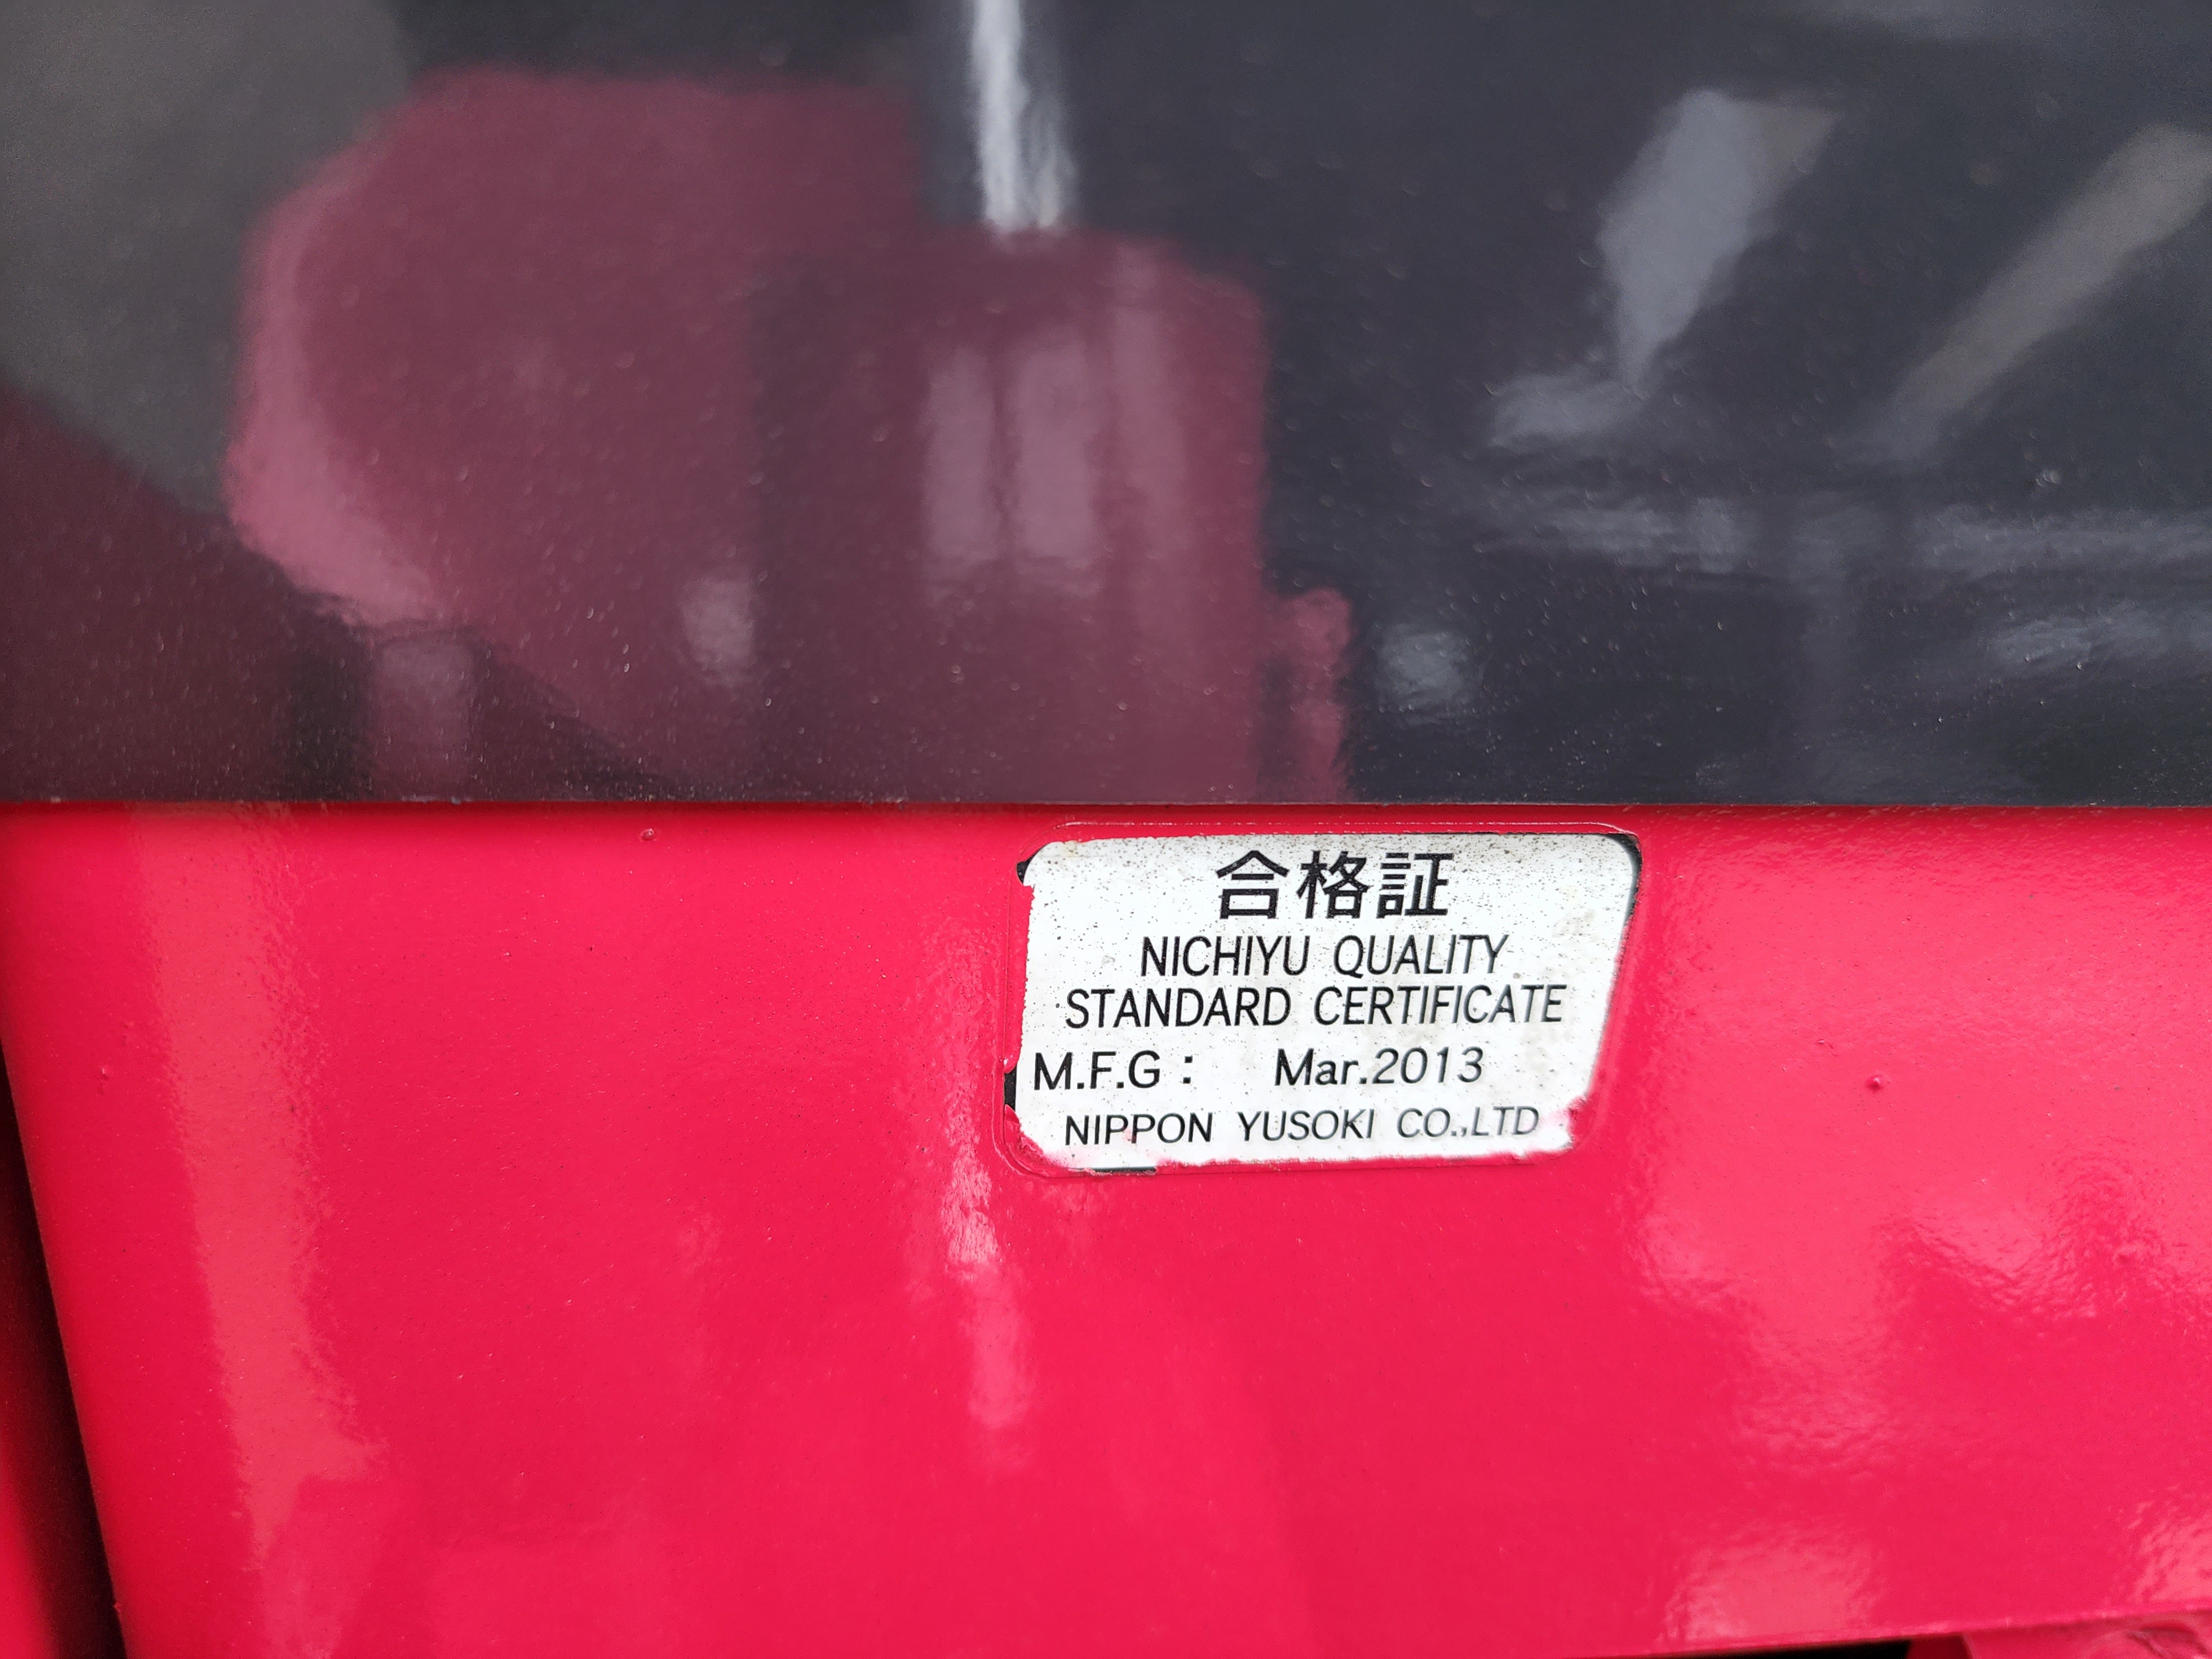 合格証
NICHIYU QUALITY
STANDARD CERTIFICATE
M.F.G : Mar.2013
NIPPON YUSOKI CO.,LTD